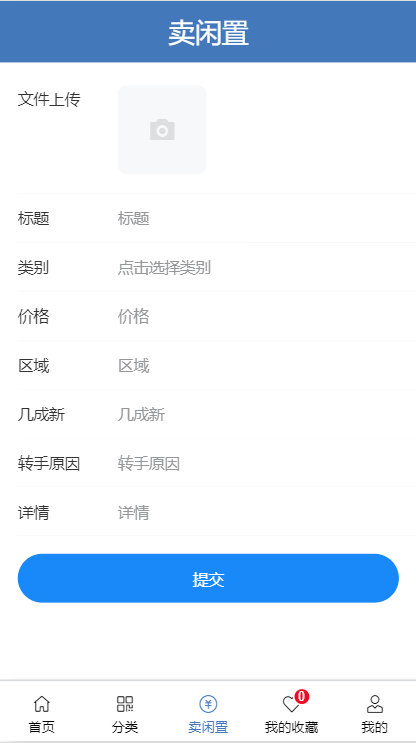 卖闲置
文件上传
标题 标题
类别 点击选择类别
价格 价格
区域 区域
几成新 几成新
转手原因 转手原因
详情 详情
提交
¥ 0
首页 分类 卖闲置 我的收藏 我的